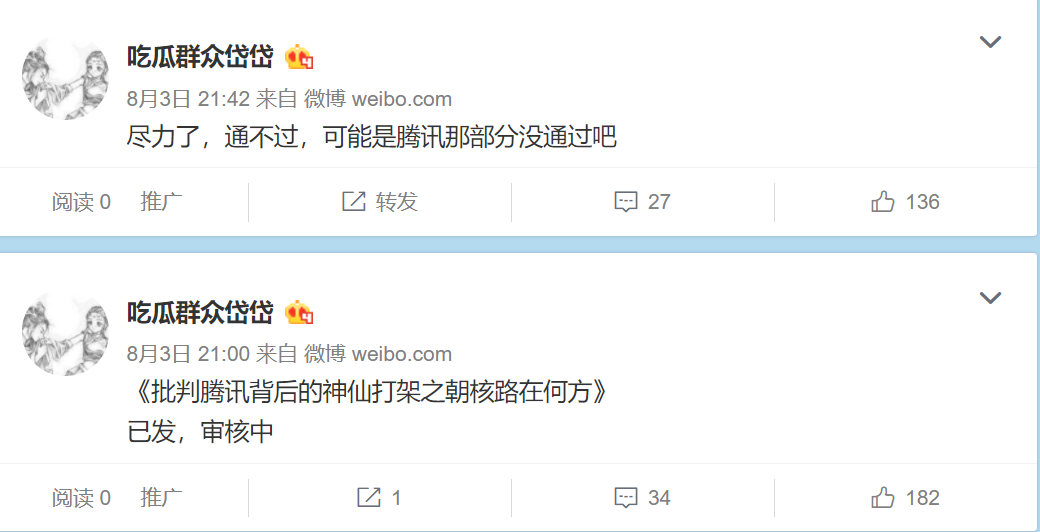 吃瓜群众岱岱
8月3日 21:42 来自 微博 weibo.com
尽力了，通不过，可能是腾讯那部分没通过吧
阅读 0 推广 转发 27 136
吃瓜群众岱岱
8月3日 21:00 来自 微博 weibo.com
《批判腾讯背后的神仙打架之朝核路在何方》
已发，审核中
阅读 0 推广 1 34 182